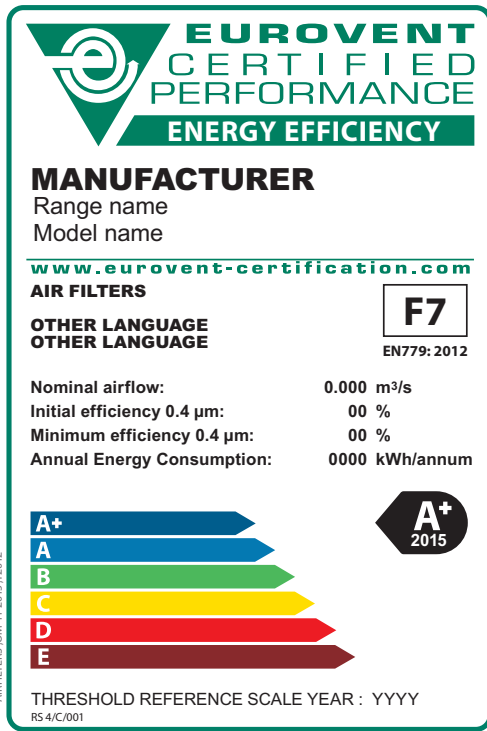 EUROVENT
CERTIFIED
PERFORMANCE
ENERGY EFFICIENCY
MANUFACTURER
Range name
Model name
www.eurovent-certification.com
AIR FILTERS
F7
OTHER LANGUAGE
OTHER LANGUAGE
EN779: 2012
Nominal airflow: 0.000 m3/s
Initial efficiency 0.4 µm: 00 %
Minimum efficiency 0.4 µm: 00 %
Annual Energy Consumption: 0000 kWh/annum
A+
A+
2015
A
B
C
D
E
THRESHOLD REFERENCE SCALE YEAR : YYYY
RS 4/C/001